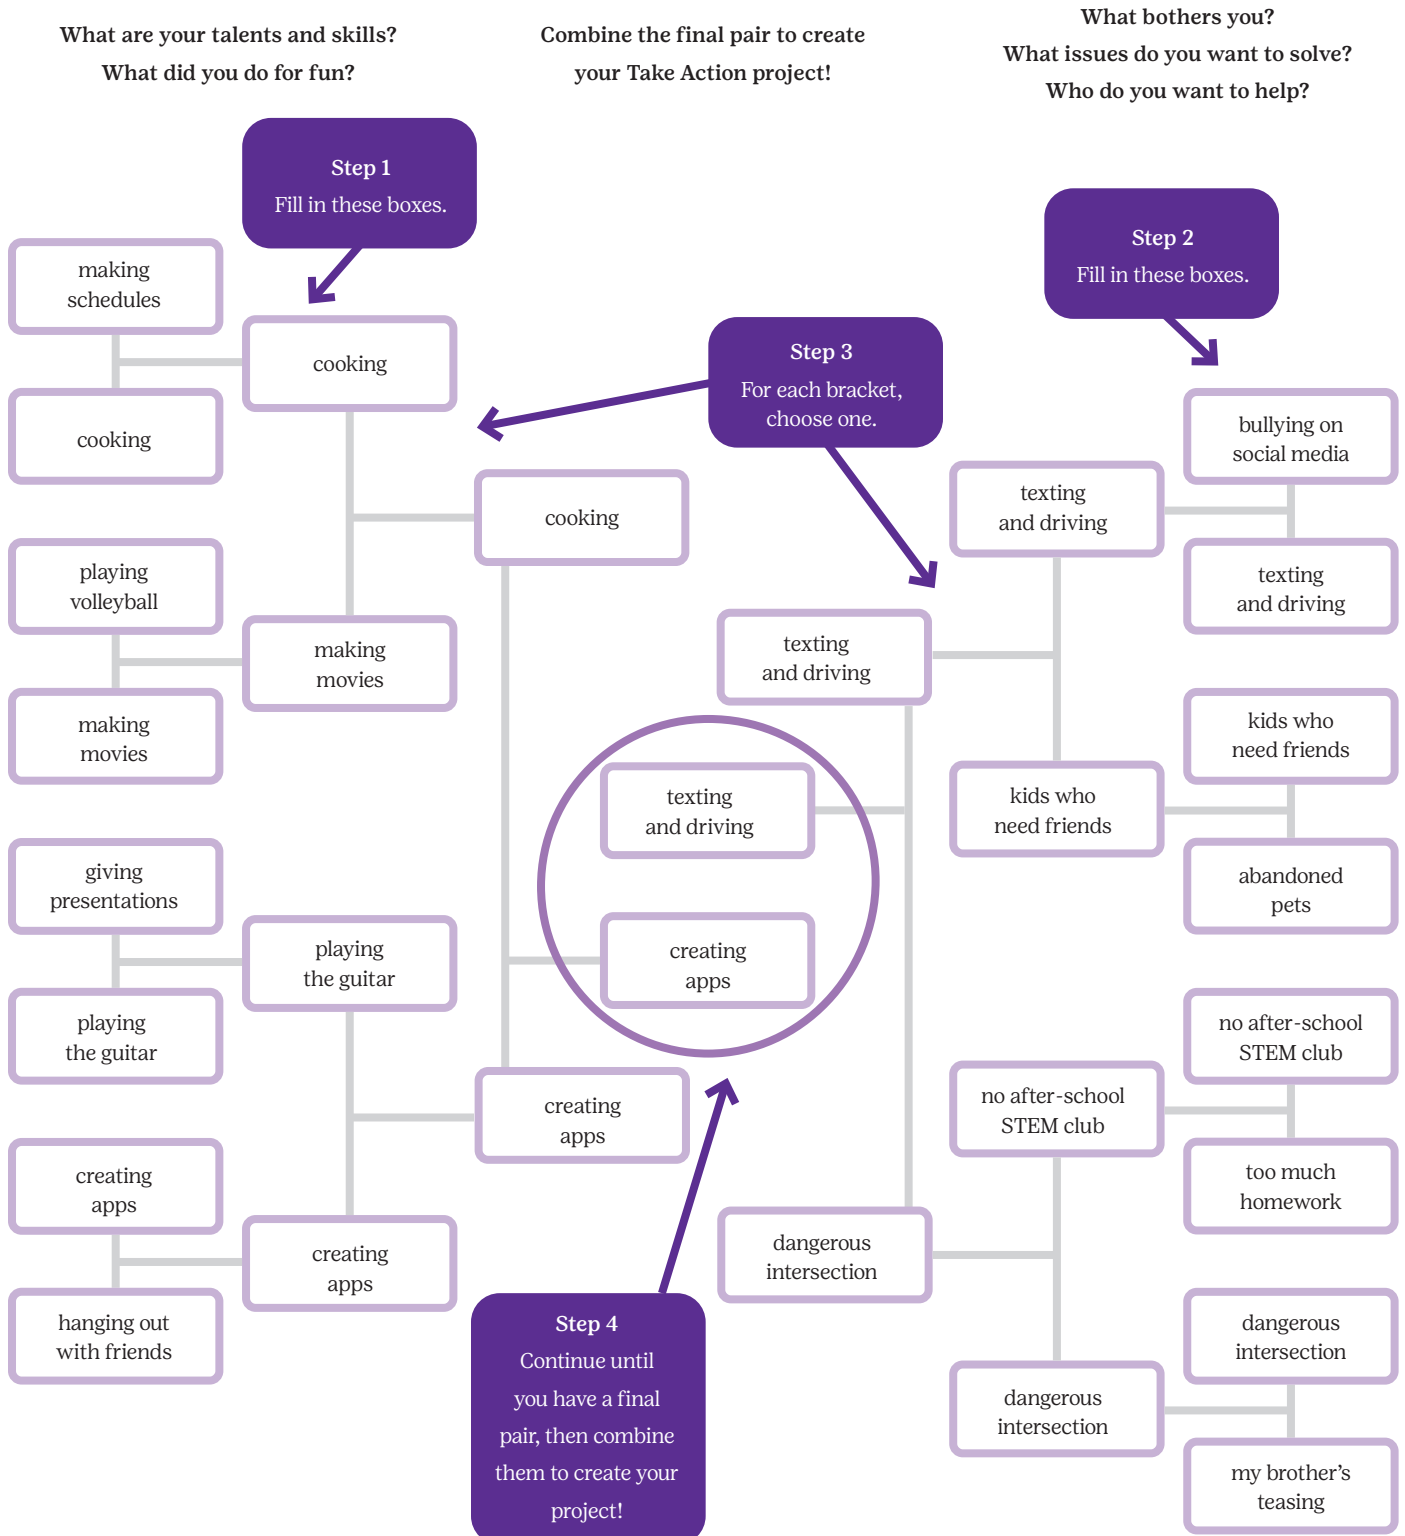 What are your talents and skills?
What did you do for fun?
Combine the final pair to create
your Take Action project!
What bothers you?
What issues do you want to solve?
Who do you want to help?
Step 1
Fill in these boxes.
making
schedules
cooking
cooking
playing
volleyball
making
movies
making
movies
cooking
giving
presentations
playing
the guitar
playing
the guitar
creating
apps
hanging out
with friends
creating
apps
creating
apps
Step 3
For each bracket,
choose one.
texting
and driving
creating
apps
Step 4
Continue until
you have a final
pair, then combine
them to create your
project!
Step 2
Fill in these boxes.
bullying on
social media
texting
and driving
texting
and driving
texting
and driving
kids who
need friends
kids who
need friends
abandoned
pets
no after-school
STEM club
no after-school
STEM club
too much
homework
dangerous
intersection
dangerous
intersection
dangerous
intersection
my brother’s
teasing